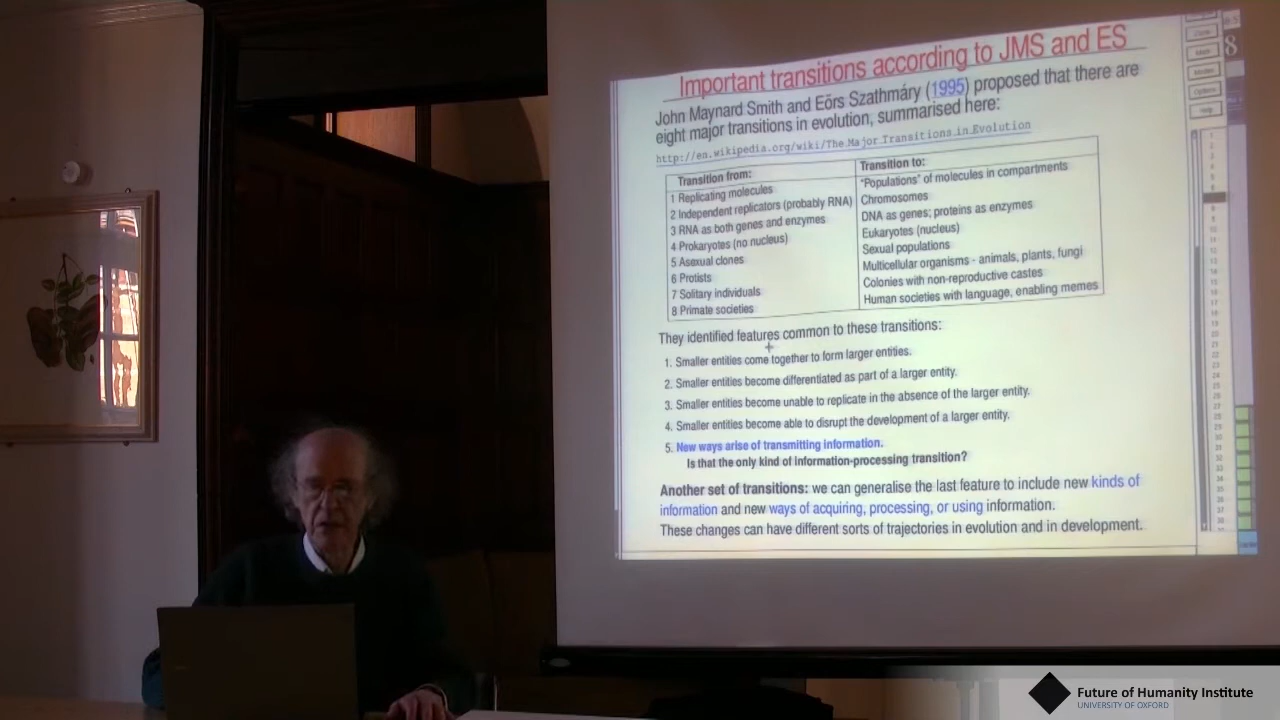 Important transitions according to JMS and ES
John Maynard Smith and Eörs Szathmáry (1995) proposed that there are
eight major transitions in evolution, summarised here:
http://en.wikipedia.org/wiki/The_Major_Transitions_in_Evolution
Transition from: Transition to:
1 Replicating molecules "Populations" of molecules in compartments
2 Independent replicators (probably RNA) Chromosomes
3 RNA as both genes and enzymes DNA as genes; proteins as enzymes
4 Prokaryotes (no nucleus) Eukaryotes (nucleus)
5 Asexual clones Sexual populations
6 Protists Multicellular organisms - animals, plants, fungi
7 Solitary individuals Colonies with non-reproductive castes
8 Primate societies Human societies with language, enabling memes
They identified features common to these transitions:
1. Smaller entities come together to form larger entities.
2. Smaller entities become differentiated as part of a larger entity.
3. Smaller entities become unable to replicate in the absence of the larger entity.
4. Smaller entities become able to disrupt the development of a larger entity.
5. New ways arise of transmitting information.
Is that the only kind of information-processing transition?
Another set of transitions: we can generalise the last feature to include new kinds of
information and new ways of acquiring, processing, or using information.
These changes can have different sorts of trajectories in evolution and in development.
Help
8
Future of Humanity Institute
UNIVERSITY OF OXFORD